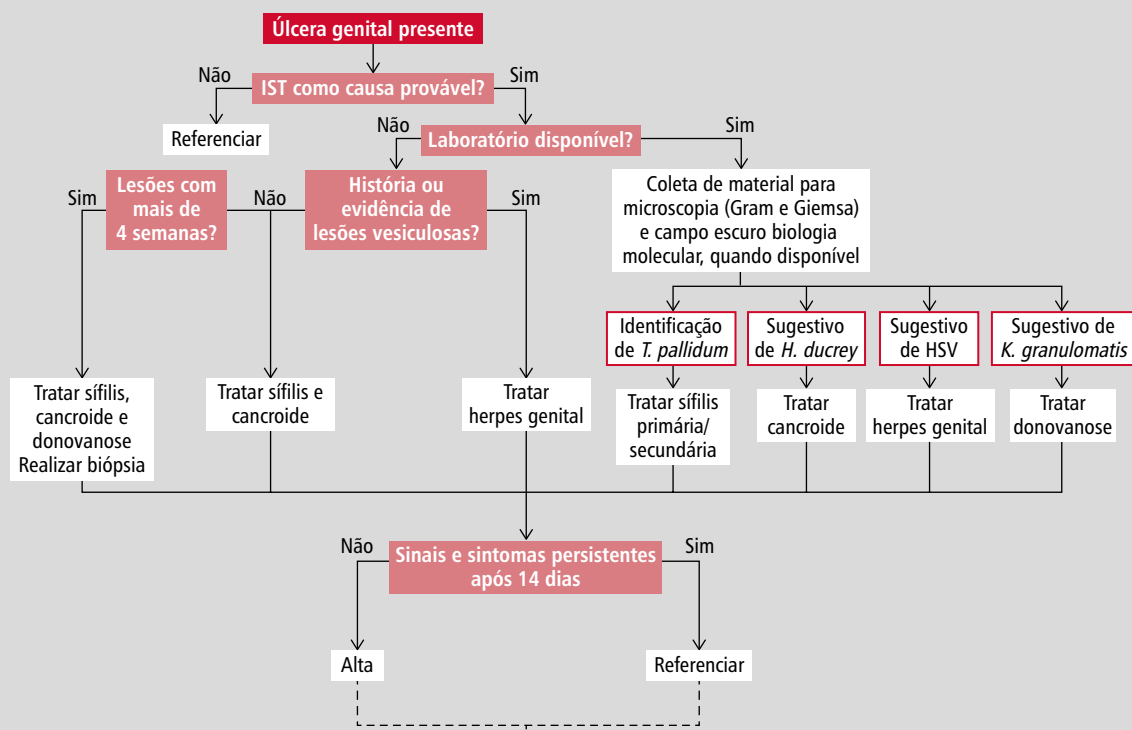 Úlcera genital presente
Não
Sim
IST como causa provável?
Referenciar
Não
Sim
Laboratório disponível?
Sim
Lesões com
mais de
4 semanas?
Não
História ou
evidência de
lesões vesiculosas?
Sim
Coleta de material para
microscopia (Gram e Giemsa)
e campo escuro biologia
molecular, quando disponível
Identificação
de T. pallidum
Sugestivo
de H. ducrey
Sugestivo
de HSV
Sugestivo de
K. granulomatis
Tratar sífilis,
cancroide e
donovanose
Realizar biópsia
Tratar sífilis e
cancroide
Tratar
herpes genital
Tratar sífilis
primária/
secundária
Tratar
cancroide
Tratar
herpes genital
Tratar
donovanose
Não
Sinais e sintomas persistentes
após 14 dias
Sim
Alta
Referenciar